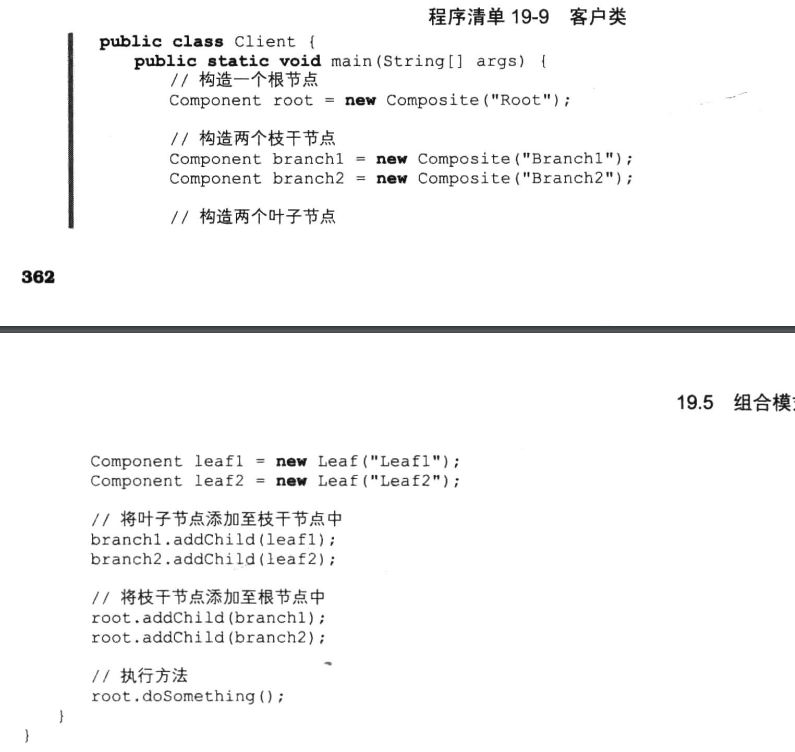 程序清单 19-9 客户类
public class Client {
public static void main(String[] args) {
// 构造一个根节点
Component root = new Composite("Root");
// 构造两个枝干节点
Component branch1 = new Composite("Branch1");
Component branch2 = new Composite("Branch2");
// 构造两个叶子节点
362
19.5 组合模
Component leaf1 = new Leaf("Leaf1");
Component leaf2 = new Leaf("Leaf2");
// 将叶子节点添加至枝干节点中
branch1.addChild(leaf1);
branch2.addChild(leaf2);
// 将枝干节点添加至根节点中
root.addChild(branch1);
root.addChild(branch2);
// 执行方法
root.doSomething();
}
}